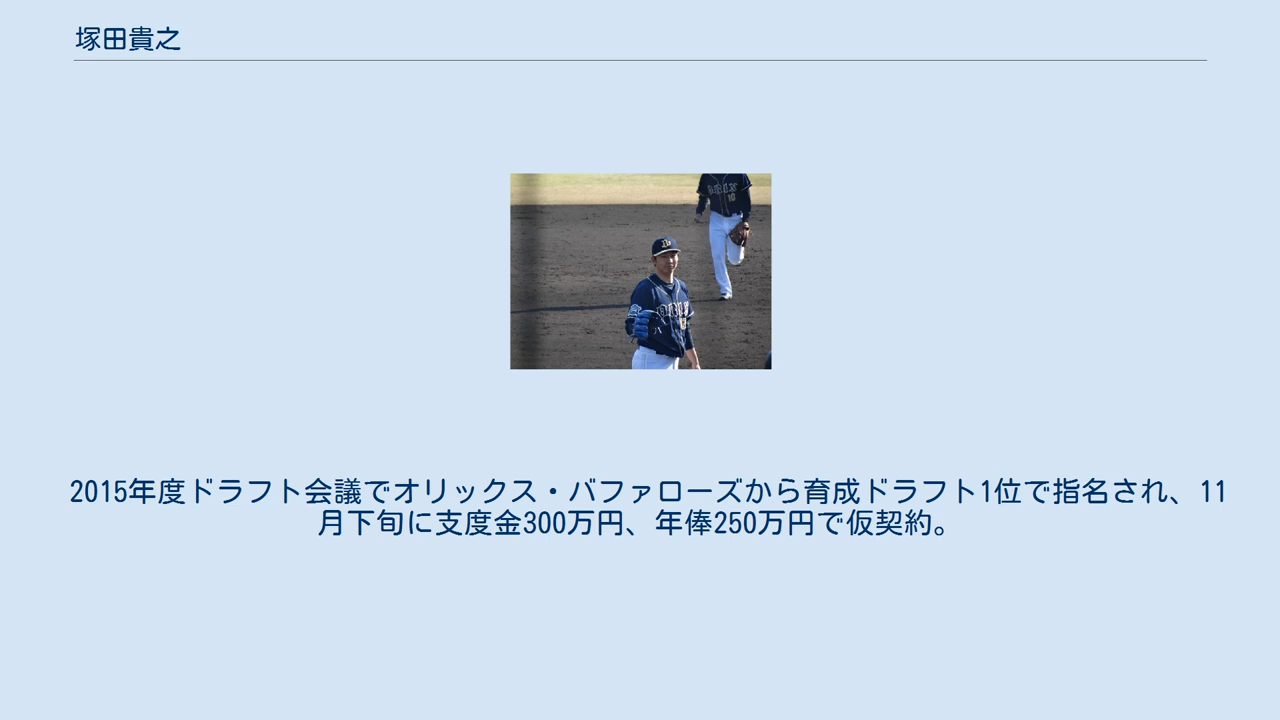 塚田貴之
2015年度ドラフト会議でオリックス・バファローズから育成ドラフト1位で指名され、11
月下旬に支度金300万円、年俸250万円で仮契約。